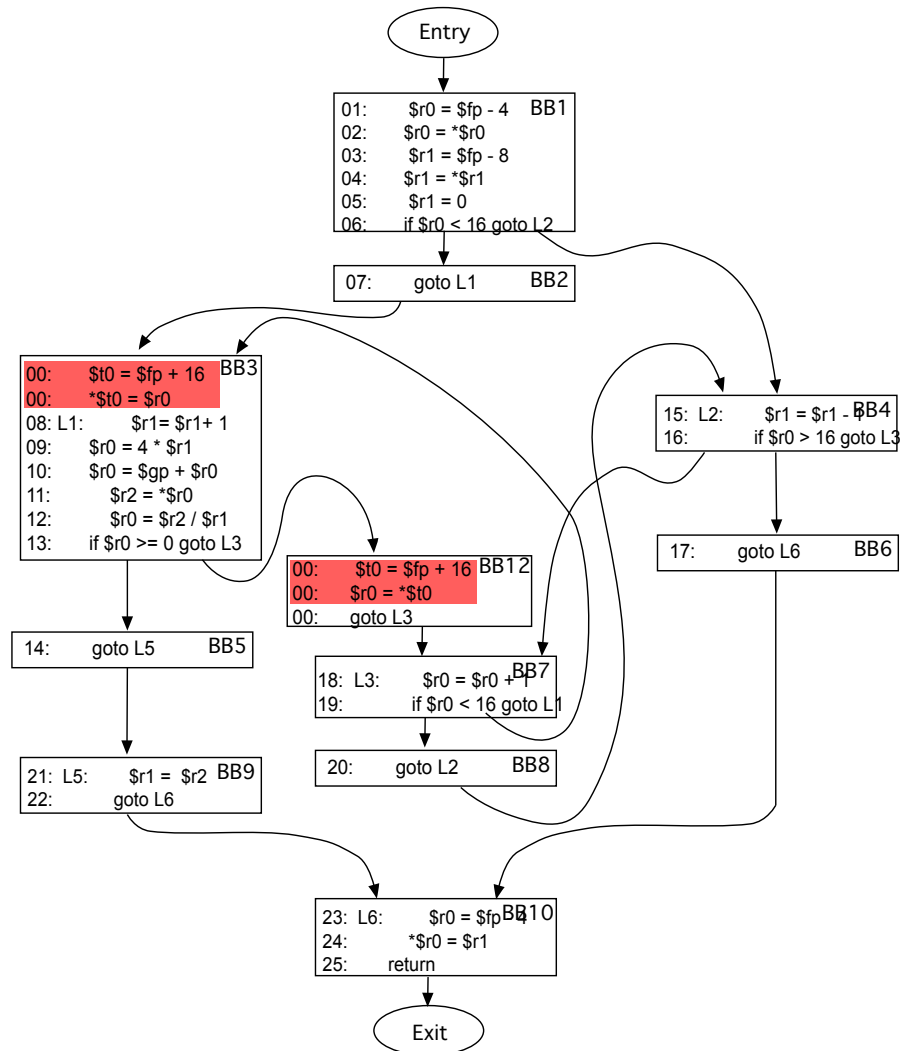 Entry
BB1
01: $r0 = $fp - 4
02: $r0 = *$r0
03: $r1 = $fp - 8
04: $r1 = *$r1
05: $r1 = 0
06: if $r0 < 16 goto L2
07: goto L1 BB2
BB3
00: $t0 = $fp + 16
00: *$t0 = $r0
08: L1: $r1= $r1+ 1
09: $r0 = 4 * $r1
10: $r0 = $gp + $r0
11: $r2 = *$r0
12: $r0 = $r2 / $r1
13: if $r0 >= 0 goto L3
BB4
15: L2: $r1 = $r1 - 1
16: if $r0 > 16 goto L3
17: goto L6 BB6
BB12
00: $t0 = $fp + 16
00: $r0 = *$t0
00: goto L3
14: goto L5 BB5
BB7
18: L3: $r0 = $r0 + 1
19: if $r0 < 16 goto L1
20: goto L2 BB8
21: L5: $r1 = $r2 BB9
22: goto L6
BB10
23: L6: $r0 = $fp - 4
24: *$r0 = $r1
25: return
Exit